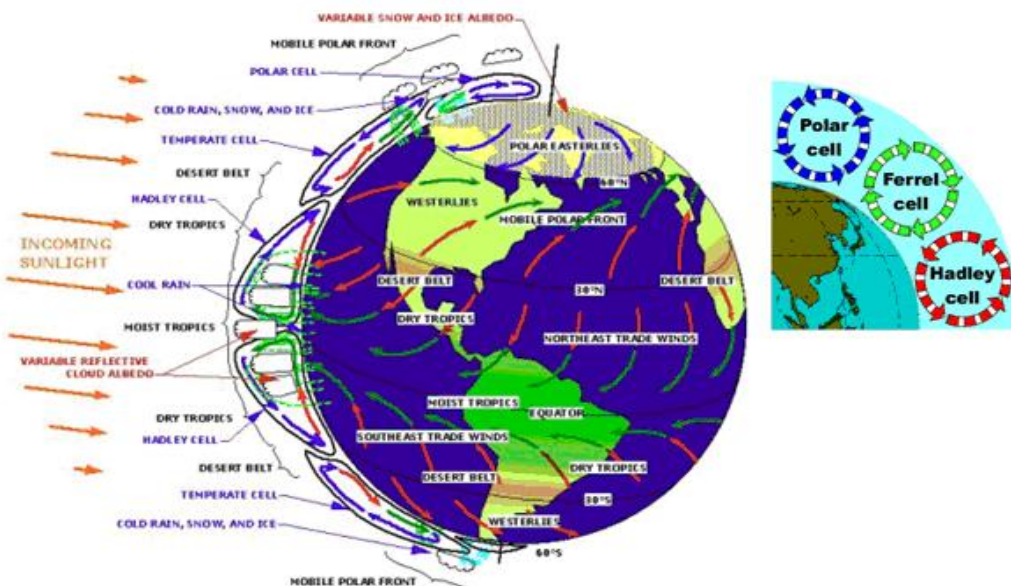 VARIABLE SNOW AND ICE ALBEDO
MOBILE POLAR FRONT
POLAR CELL
COLD RAIN, SNOW, AND ICE
TEMPERATE CELL
DESERT BELT
HADLEY CELL
DRY TROPICS
INCOMING
SUNLIGHT
COOL RAIN
MOIST TROPICS
VARIABLE REFLECTIVE
CLOUD ALBEDO
DRY TROPICS
HADLEY CELL
DESERT BELT
TEMPERATE CELL
COLD RAIN, SNOW, AND ICE
MOBILE POLAR FRONT
POLAR EASTERLIES
60°N
WESTERLIES
MOBILE POLAR FRONT
DESERT BELT
DESERT BELT
30°N
DRY TROPICS
NORTHEAST TRADE WINDS
MOIST TROPICS
EQUATOR
SOUTHEAST TRADE WINDS
DRY TROPICS
DESERT BELT
30°S
WESTERLIES
60°S
Polar
cell
Ferrel
cell
Hadley
cell